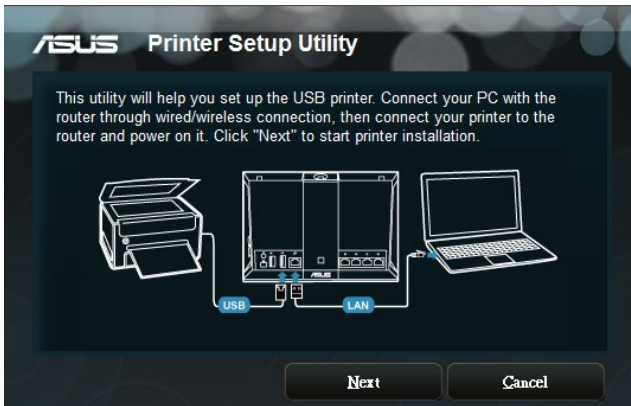 ASUS Printer Setup Utility
This utility will help you set up the USB printer. Connect your PC with the
router through wired/wireless connection, then connect your printer to the
router and power on it. Click "Next" to start printer installation.
ASUS
USB
LAN
Next
Cancel